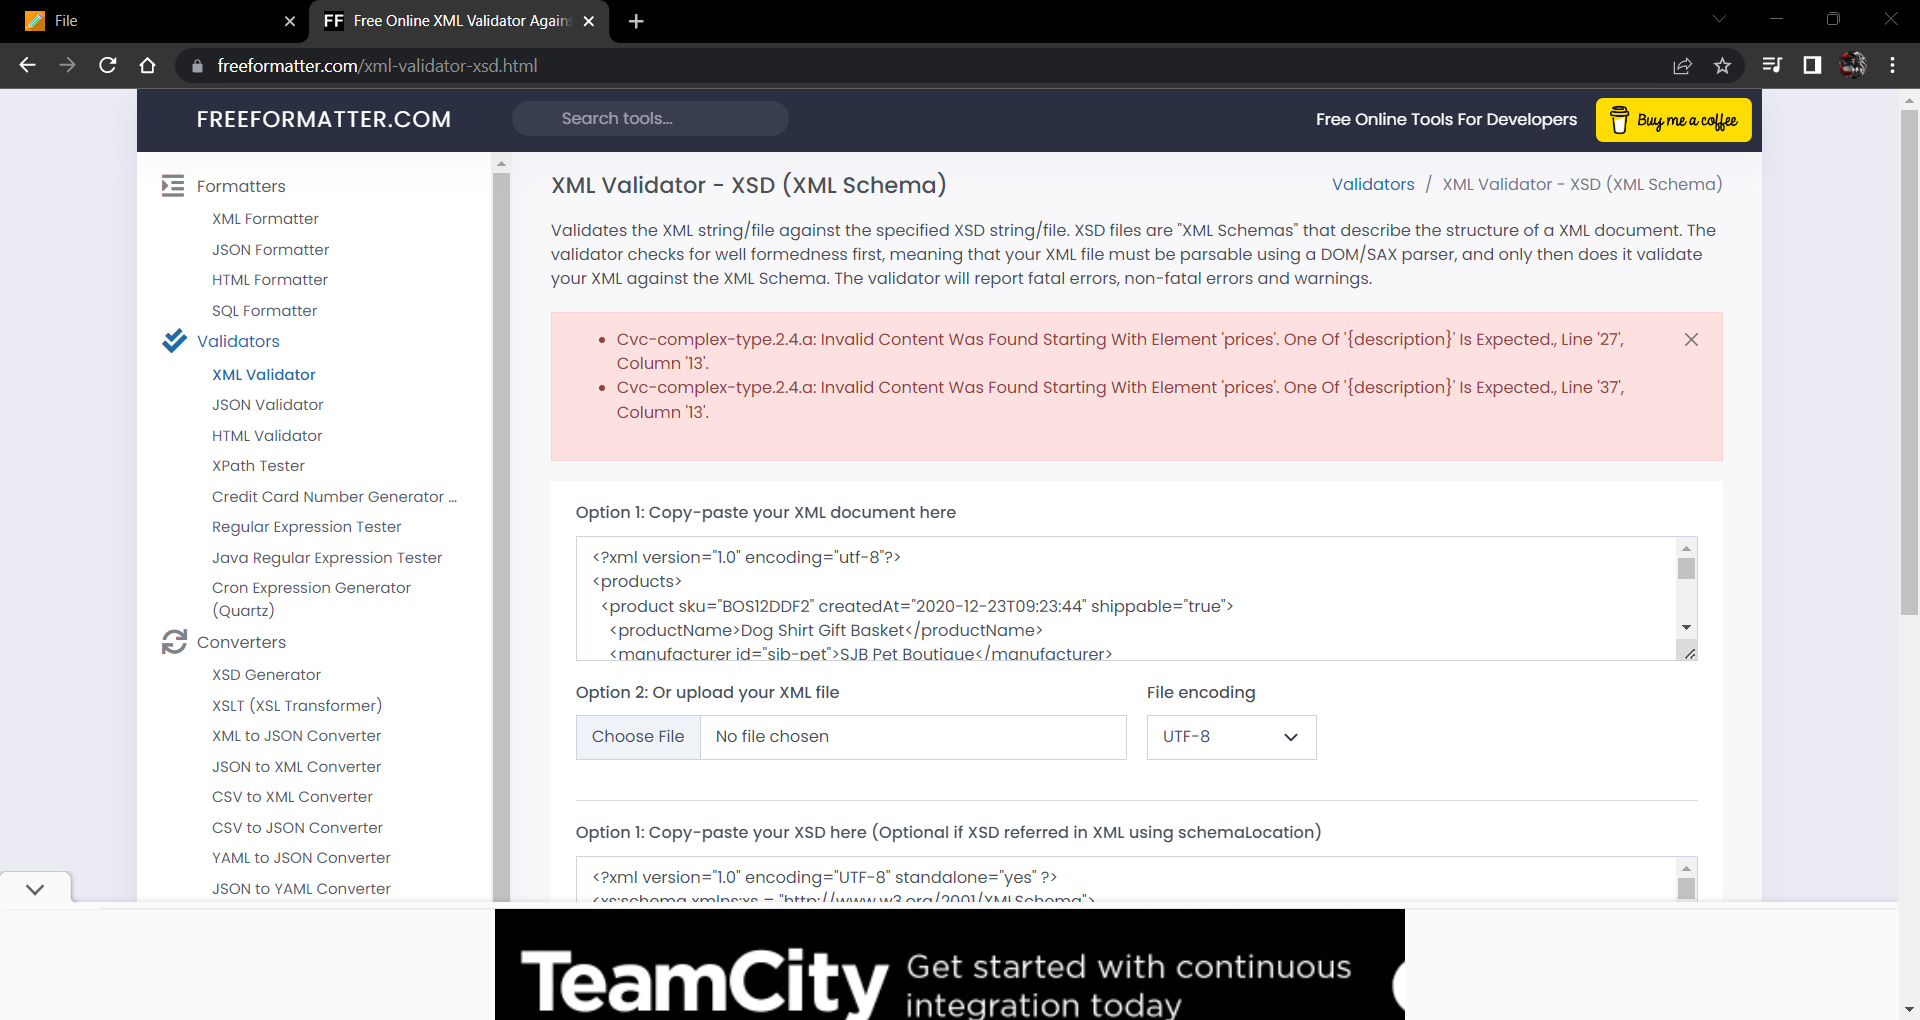 File
FF Free Online XML Validator Agains
freeformatter.com/xml-validator-xsd.html
FREEFORMATTER.COM
Search tools...
Free Online Tools For Developers
Buy me a coffee
Formatters
XML Formatter
JSON Formatter
HTML Formatter
SQL Formatter
Validators
XML Validator
JSON Validator
HTML Validator
XPath Tester
Credit Card Number Generator ...
Regular Expression Tester
Java Regular Expression Tester
Cron Expression Generator
(Quartz)
Converters
XSD Generator
XSLT (XSL Transformer)
XML to JSON Converter
JSON to XML Converter
CSV to XML Converter
CSV to JSON Converter
YAML to JSON Converter
JSON to YAML Converter
XML Validator - XSD (XML Schema)
Validators / XML Validator - XSD (XML Schema)
Validates the XML string/file against the specified XSD string/file. XSD files are "XML Schemas" that describe the structure of a XML document. The
validator checks for well formedness first, meaning that your XML file must be parsable using a DOM/SAX parser, and only then does it validate
your XML against the XML Schema. The validator will report fatal errors, non-fatal errors and warnings.
• Cvc-complex-type.2.4.a: Invalid Content Was Found Starting With Element 'prices'. One Of '{description}' Is Expected., Line '27',
Column '13'.
• Cvc-complex-type.2.4.a: Invalid Content Was Found Starting With Element 'prices'. One Of '{description}' Is Expected., Line '37',
Column '13'.
Option 1: Copy-paste your XML document here
<?xml version="1.0" encoding="utf-8"?>
<products>
<product sku="BOS12DDF2" createdAt="2020-12-23T09:23:44" shippable="true">
<productName>Dog Shirt Gift Basket</productName>
<manufacturer id="sjb-pet">SJB Pet Boutique</manufacturer>
Option 2: Or upload your XML file
File encoding
Choose File No file chosen
UTF-8
Option 1: Copy-paste your XSD here (Optional if XSD referred in XML using schemaLocation)
<?xml version="1.0" encoding="UTF-8" standalone="yes" ?>
<xs:schema xmlns:xs = "http://www.w3.org/2001/XMLSchema">
TeamCity
Get started with continuous
integration today